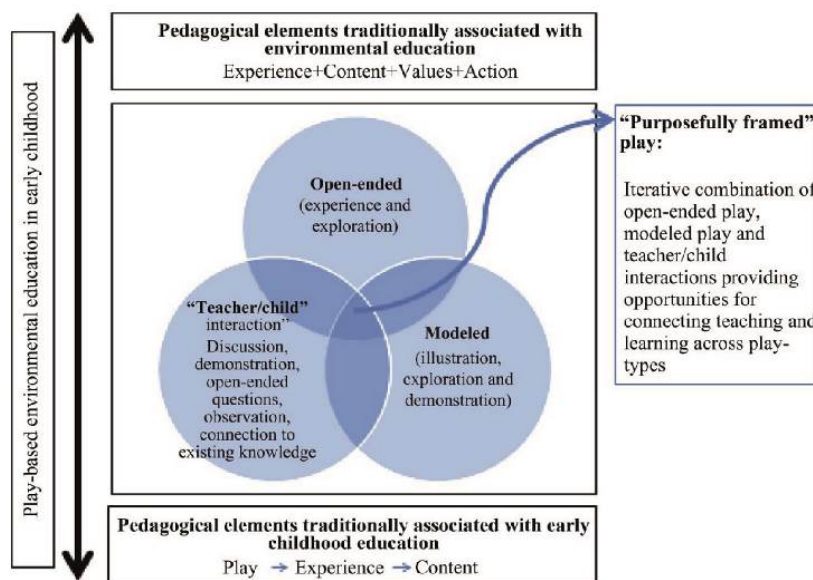 Play-based environmental education in early childhood
Pedagogical elements traditionally associated with
environmental education
Experience+Content+Values+Action
Open-ended
(experience and
exploration)
“Teacher/child”
interaction”
Discussion,
demonstration,
open-ended
questions,
observation,
connection to
existing knowledge
Modeled
(illustration,
exploration and
demonstration)
“Purposefully framed”
play:
Iterative combination of
open-ended play,
modeled play and
teacher/child
interactions providing
opportunities for
connecting teaching and
learning across play-
types
Pedagogical elements traditionally associated with early
childhood education
Play → Experience → Content